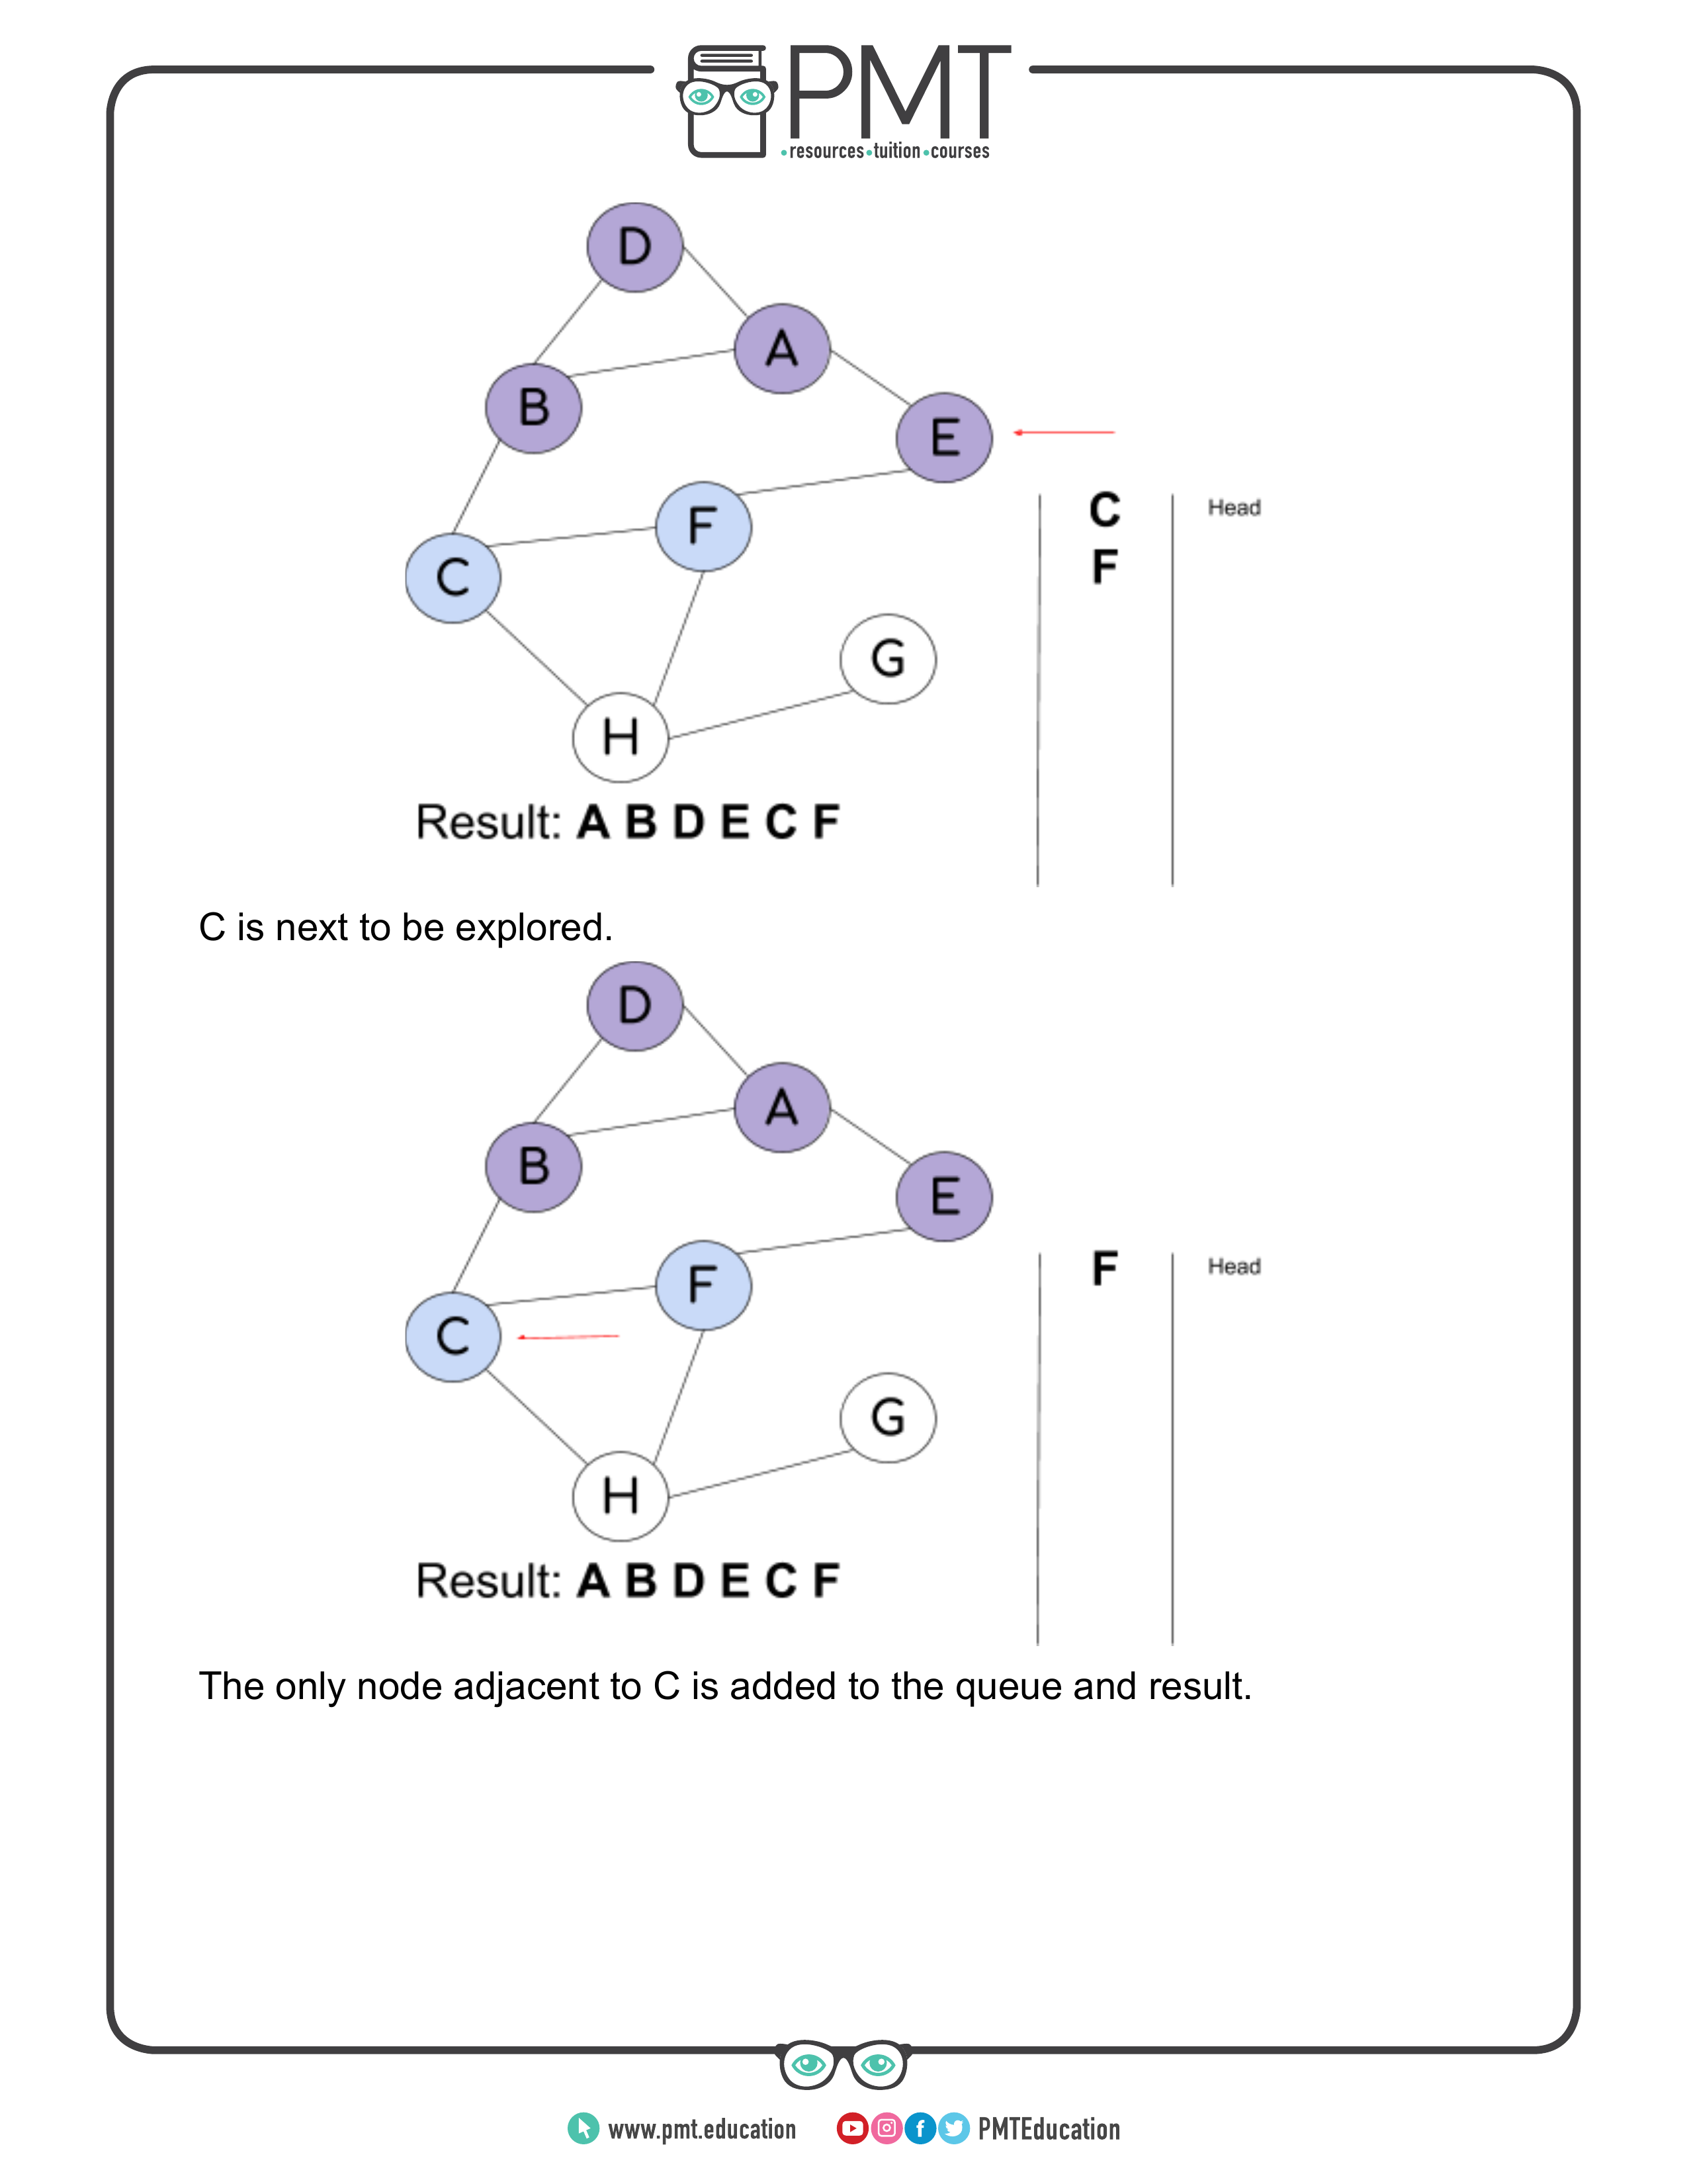 PMT
•resources•tuition•courses
D
A
B
E
F
C
C
F
Head
G
H
Result: A B D E C F
C is next to be explored.
D
A
B
E
F
C
F
Head
G
H
Result: A B D E C F
The only node adjacent to C is added to the queue and result.
www.pmt.education
PMTEducation